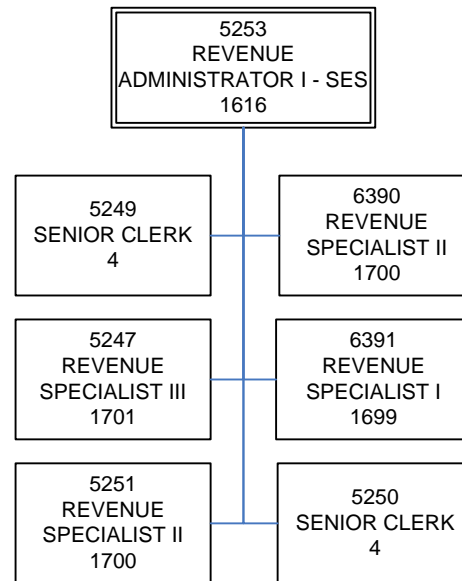 5253
REVENUE
ADMINISTRATOR I - SES
1616
5249
SENIOR CLERK
4
6390
REVENUE
SPECIALIST II
1700
5247
REVENUE
SPECIALIST III
1701
6391
REVENUE
SPECIALIST I
1699
5251
REVENUE
SPECIALIST II
1700
5250
SENIOR CLERK
4